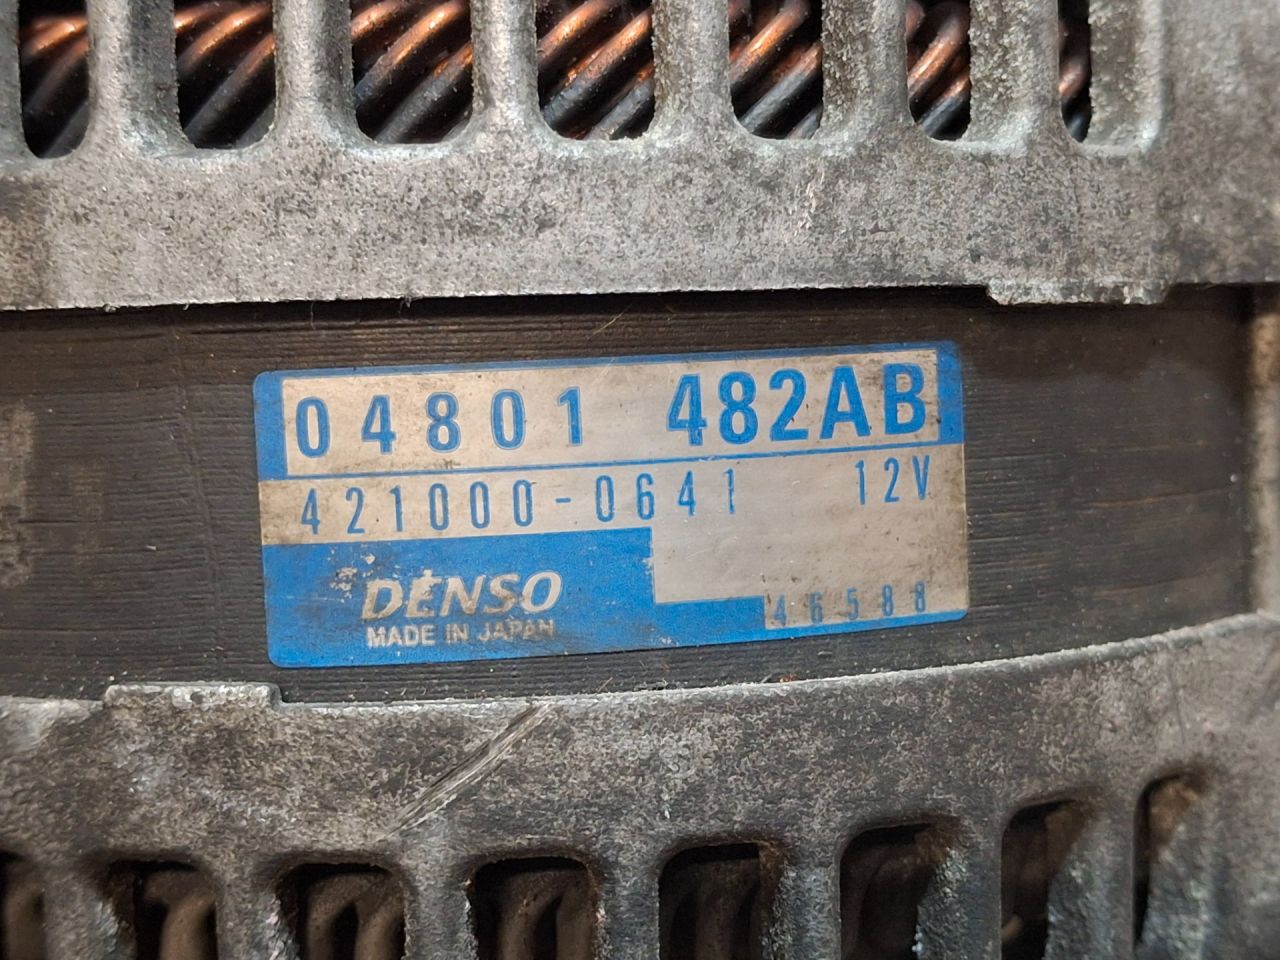 04801 482AB
421000-0641 12V
DENSO
MADE IN JAPAN
46588